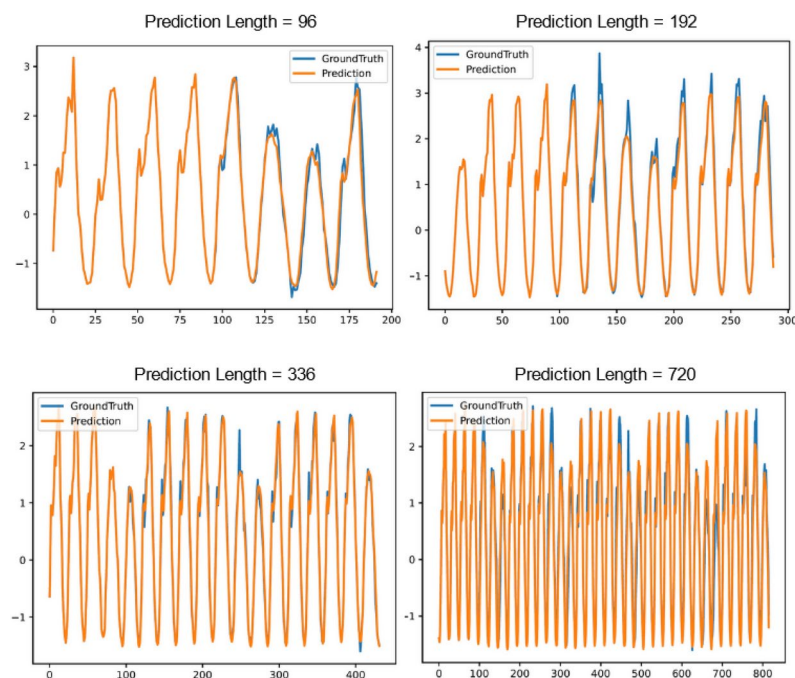 Prediction Length = 96
Prediction Length = 192
GroundTruth
Prediction
3
2
1
0
−1
0 25 50 75 100 125 150 175 200
GroundTruth
Prediction
4
3
2
1
0
−1
0 50 100 150 200 250 300
Prediction Length = 336
Prediction Length = 720
GroundTruth
Prediction
2
1
0
−1
0 100 200 300 400
GroundTruth
Prediction
2
1
0
−1
0 100 200 300 400 500 600 700 800